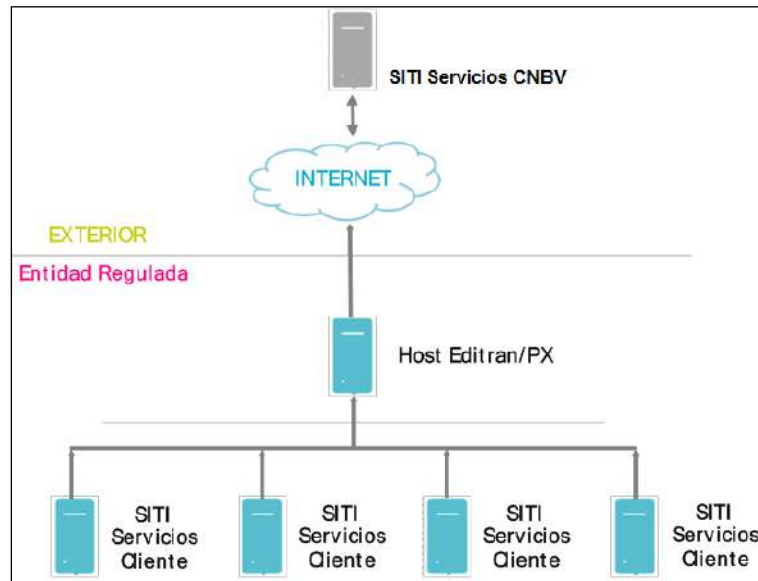 SITI Servicios CNBV
INTERNET
EXTERIOR
Entidad Regulada
Host Editran/PX
SITI
Servicios
Cliente
SITI
Servicios
Cliente
SITI
Servicios
Cliente
SITI
Servicios
Cliente